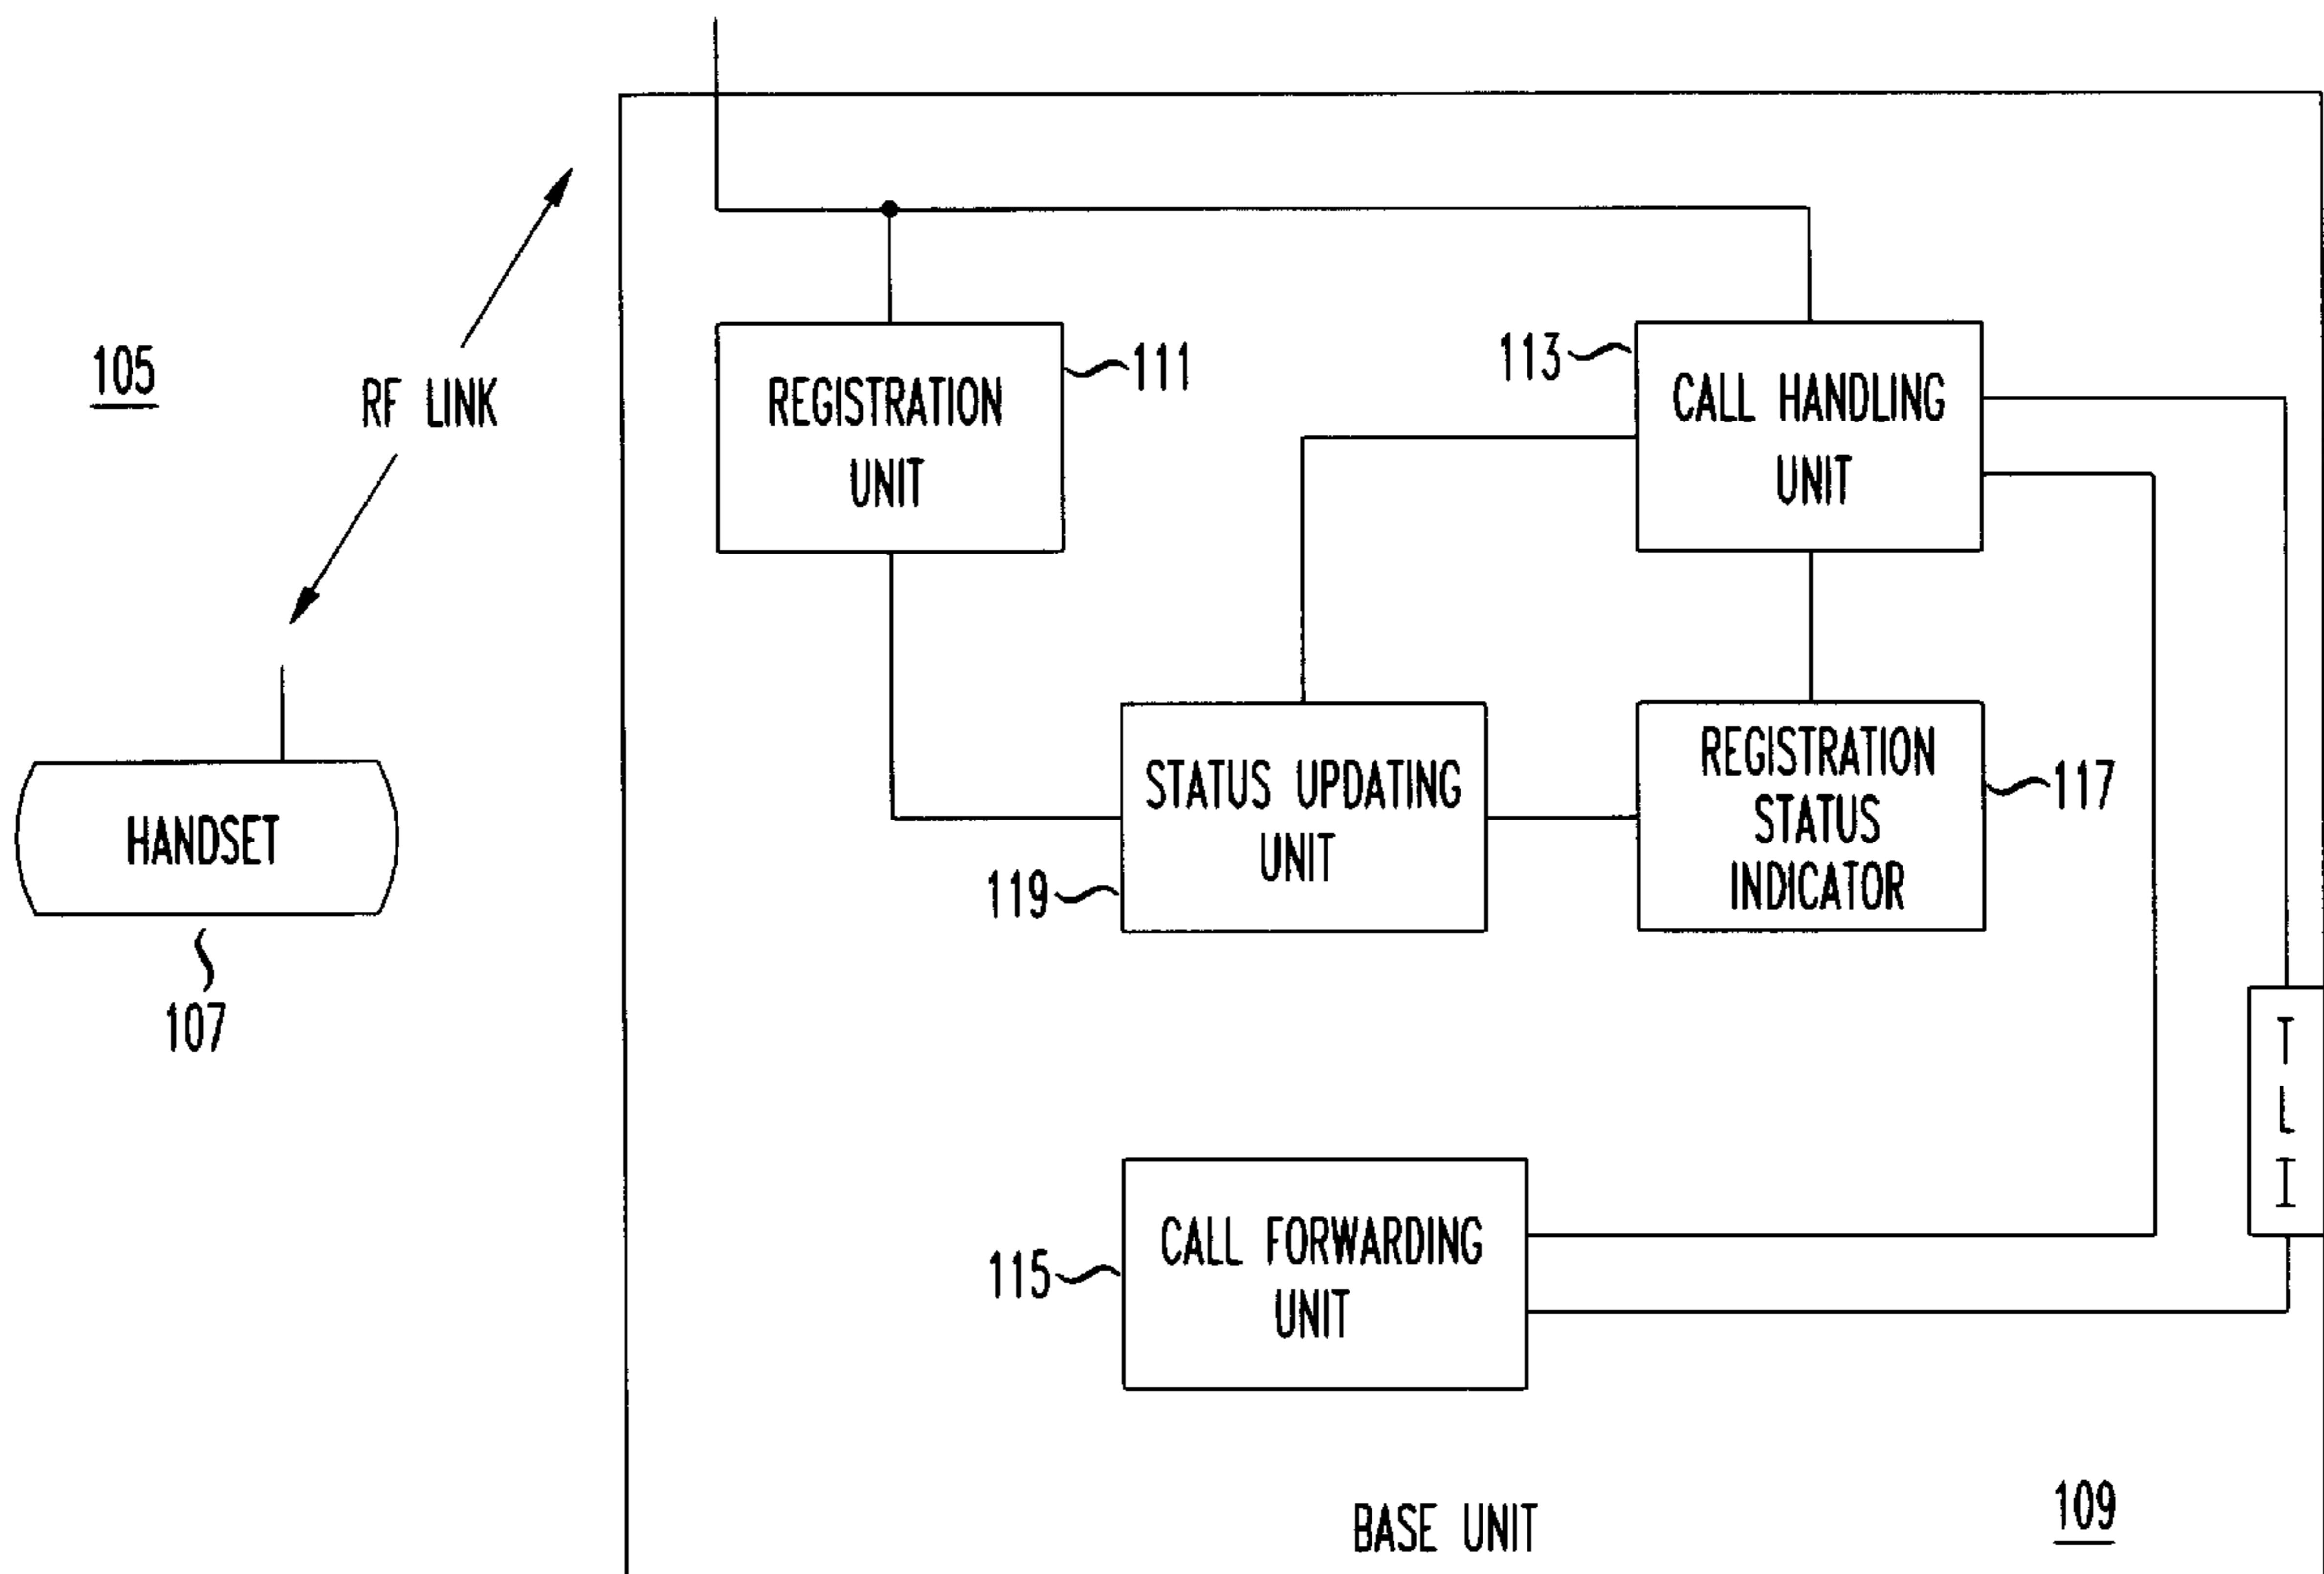 105
RF LINK
REGISTRATION
UNIT
111
113
CALL HANDLING
UNIT
HANDSET
107
STATUS UPDATING
UNIT
119
REGISTRATION
STATUS
INDICATOR
117
T
L
I
CALL FORWARDING
UNIT
115
BASE UNIT
109